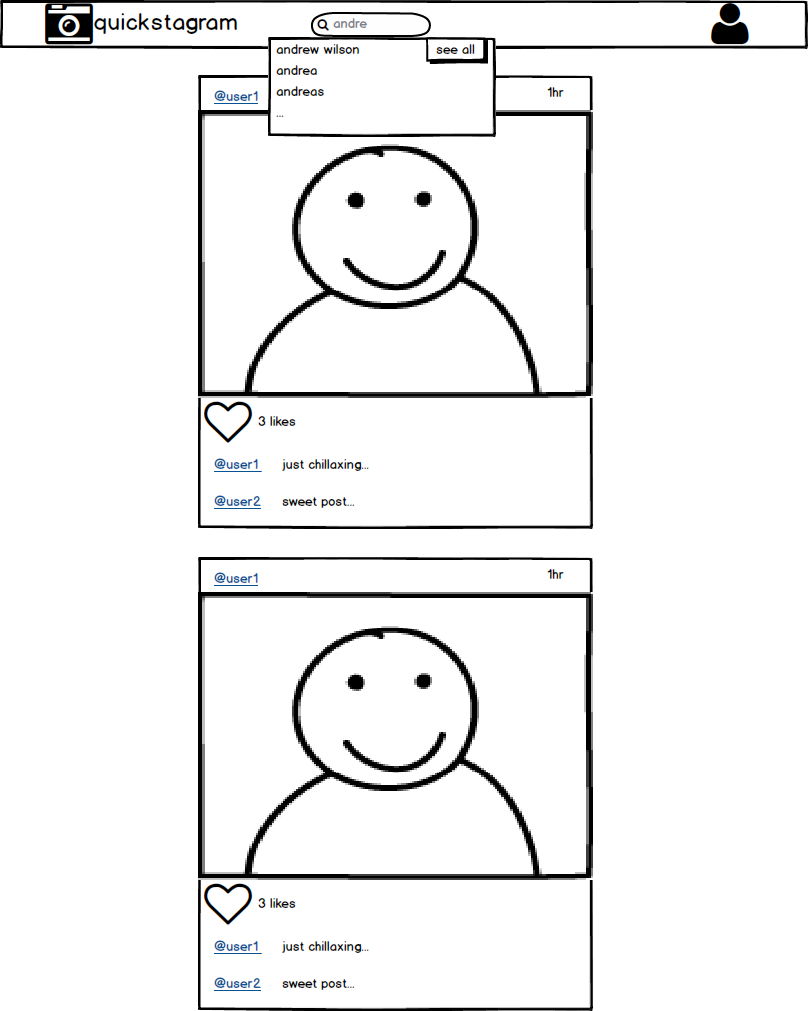 quickstagram
andre
andrew wilson see all
andrea
andreas
...
@user1 1hr
3 likes
@user1 just chillaxing...
@user2 sweet post...
@user1 1hr
3 likes
@user1 just chillaxing...
@user2 sweet post...